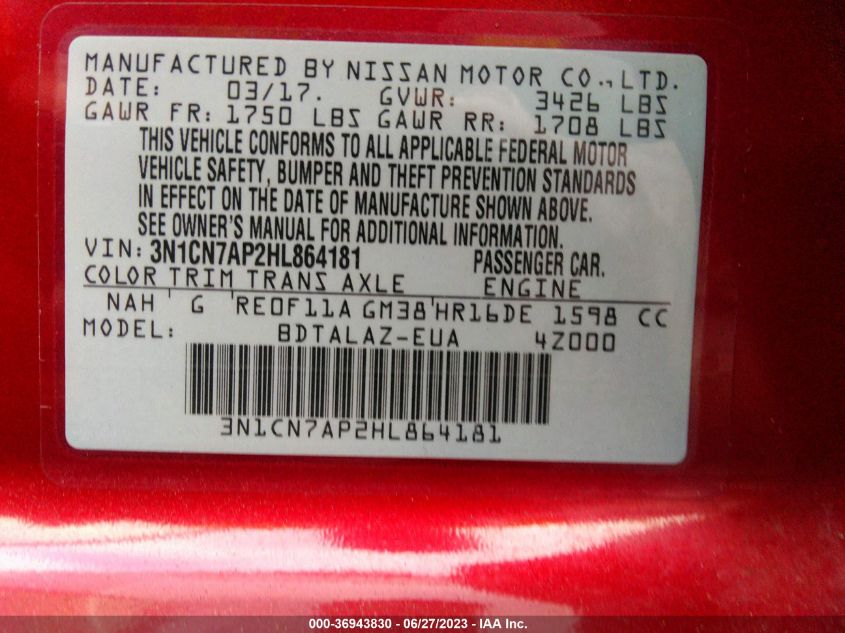 MANUFACTURED BY NISSAN MOTOR CO., LTD.
DATE: 03/17. GVWR: 3426 LBS
GAWR FR: 1750 LBS GAWR RR: 1708 LBS
THIS VEHICLE CONFORMS TO ALL APPLICABLE FEDERAL MOTOR
VEHICLE SAFETY, BUMPER AND THEFT PREVENTION STANDARDS
IN EFFECT ON THE DATE OF MANUFACTURE SHOWN ABOVE.
SEE OWNER'S MANUAL FOR ADDITIONAL INFORMATION.
VIN: 3N1CN7AP2HL864181 PASSENGER CAR.
COLOR TRIM TRANS AXLE ENGINE
NAH G RE0F11A GM38 HR16DE 1598 CC
MODEL: BDTALAZ-EUA 4Z000
3N1CN7AP2HL864181
000-36943830 - 06/27/2023 - IAA Inc.